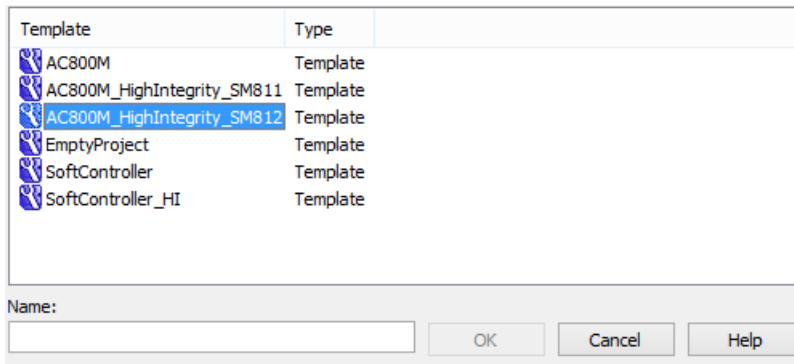 Template Type
AC800M Template
AC800M_HighIntegrity_SM811 Template
AC800M_HighIntegrity_SM812 Template
EmptyProject Template
SoftController Template
SoftController_HI Template
Name:
OK Cancel Help